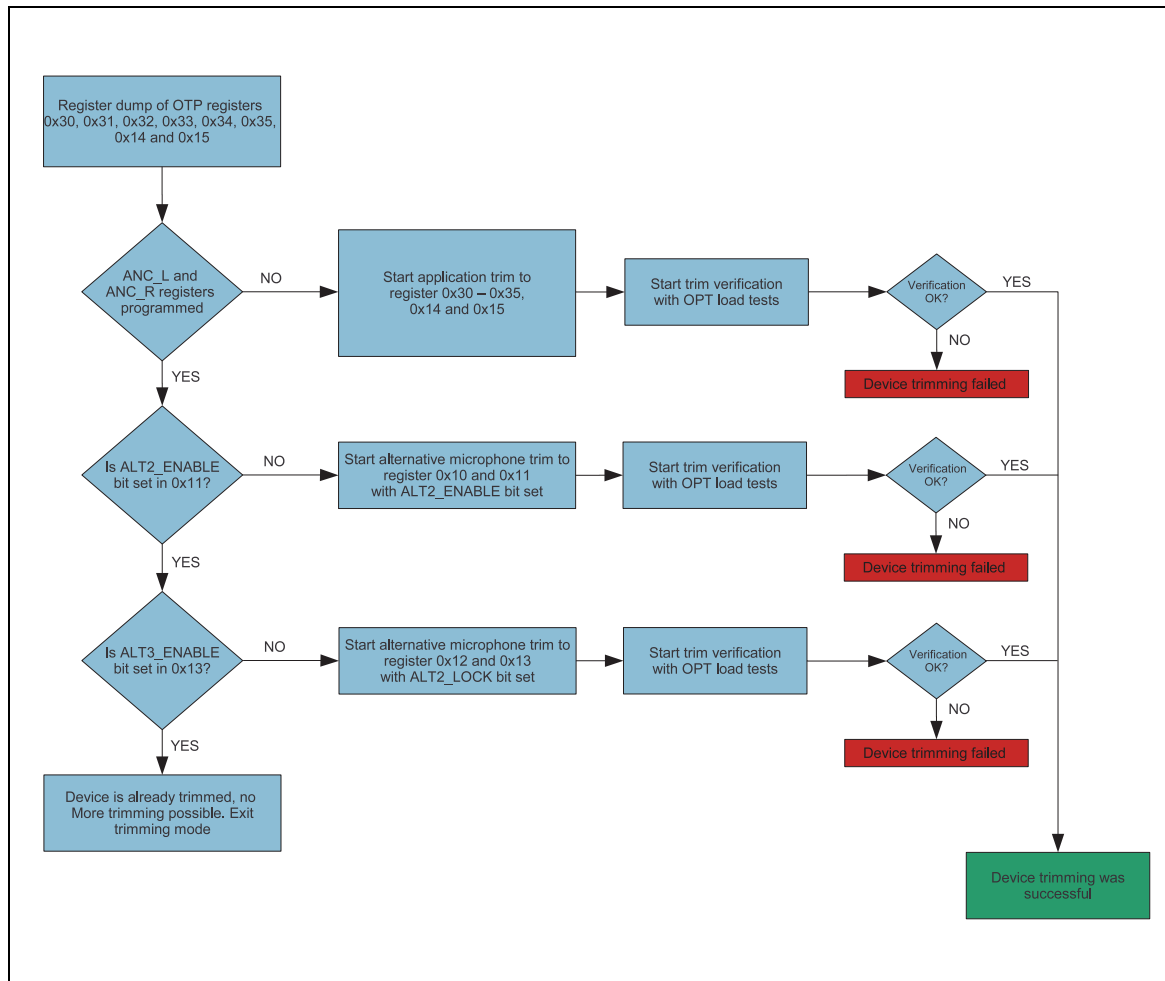 Register dump of OTP registers
0x30, 0x31, 0x32, 0x33, 0x34, 0x35,
0x14 and 0x15
ANC_L and
ANC_R registers
programmed
NO
Start application trim to
register 0x30 – 0x35,
0x14 and 0x15
Start trim verification
with OPT load tests
Verification
OK?
YES
NO
Device trimming failed
YES
Is ALT2_ENABLE
bit set in 0x11?
NO
Start alternative microphone trim to
register 0x10 and 0x11
with ALT2_ENABLE bit set
Start trim verification
with OPT load tests
Verification
OK?
YES
NO
Device trimming failed
YES
Is ALT3_ENABLE
bit set in 0x13?
NO
Start alternative microphone trim to
register 0x12 and 0x13
with ALT2_LOCK bit set
Start trim verification
with OPT load tests
Verification
OK?
YES
NO
Device trimming failed
YES
Device is already trimmed, no
More trimming possible. Exit
trimming mode
Device trimming was
successful